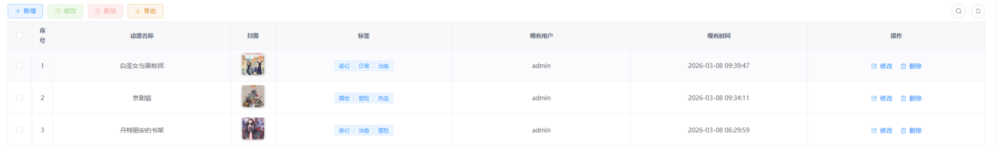 新增 修改 删除 导出
序号 动漫名称 封面 标签 观看用户 观看时间 操作
1 白圣女与黑牧师 奇幻 日常 治愈 admin 2026-03-08 09:39:47 修改 删除
2 京剧猫 国创 冒险 热血 admin 2026-03-08 09:34:11 修改 删除
3 丹特丽安的书架 奇幻 治愈 冒险 admin 2026-03-08 06:29:59 修改 删除